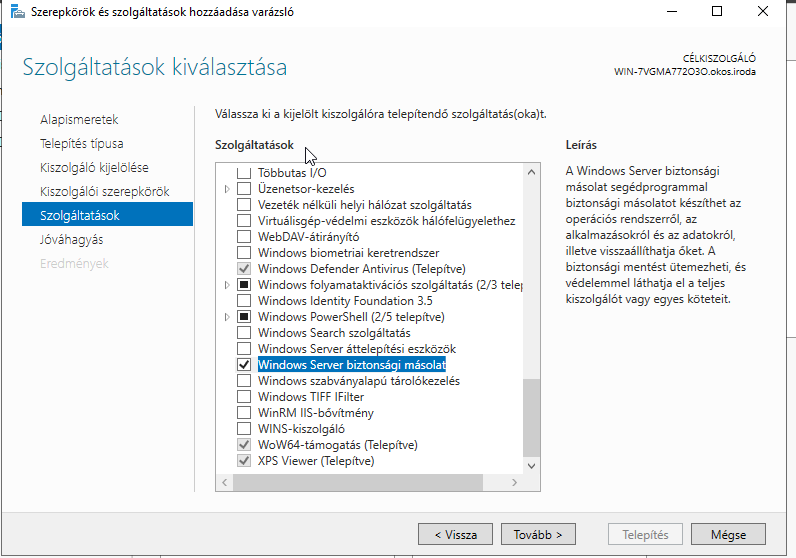 Szerepkörök és szolgáltatások hozzáadása varázsló
Szolgáltatások kiválasztása
CÉLKISZOLGÁLÓ
WIN-7VGMA772O3O.okos.iroda
Alapismeretek
Telepítés típusa
Kiszolgáló kijelölése
Kiszolgálói szerepkörök
Szolgáltatások
Jóváhagyás
Eredmények
Válassza ki a kijelölt kiszolgálóra telepítendő szolgáltatás(oka)t.
Szolgáltatások
Többutas I/O
Üzenetsor-kezelés
Vezeték nélküli helyi hálózat szolgáltatás
Virtuálisgép-védelmi eszközök hálófelügyelethez
WebDAV-átirányító
Windows biometriai keretrendszer
Windows Defender Antivirus (Telepítve)
Windows folyamataktivációs szolgáltatás (2/3 telep
Windows Identity Foundation 3.5
Windows PowerShell (2/5 telepítve)
Windows Search szolgáltatás
Windows Server áttelepítési eszközök
Windows Server biztonsági másolat
Windows szabványalapú tárolókezelés
Windows TIFF IFilter
WinRM IIS-bővítmény
WINS-kiszolgáló
WoW64-támogatás (Telepítve)
XPS Viewer (Telepítve)
Leírás
A Windows Server biztonsági
másolat segédprogrammal
biztonsági másolatot készíthet az
operációs rendszerről, az
alkalmazásokról és az adatokról,
illetve visszaállíthatja őket. A
biztonsági mentést ütemezheti, és
védelemmel láthatja el a teljes
kiszolgálót vagy egyes köteteit.
< Vissza
Tovább >
Telepítés
Mégse